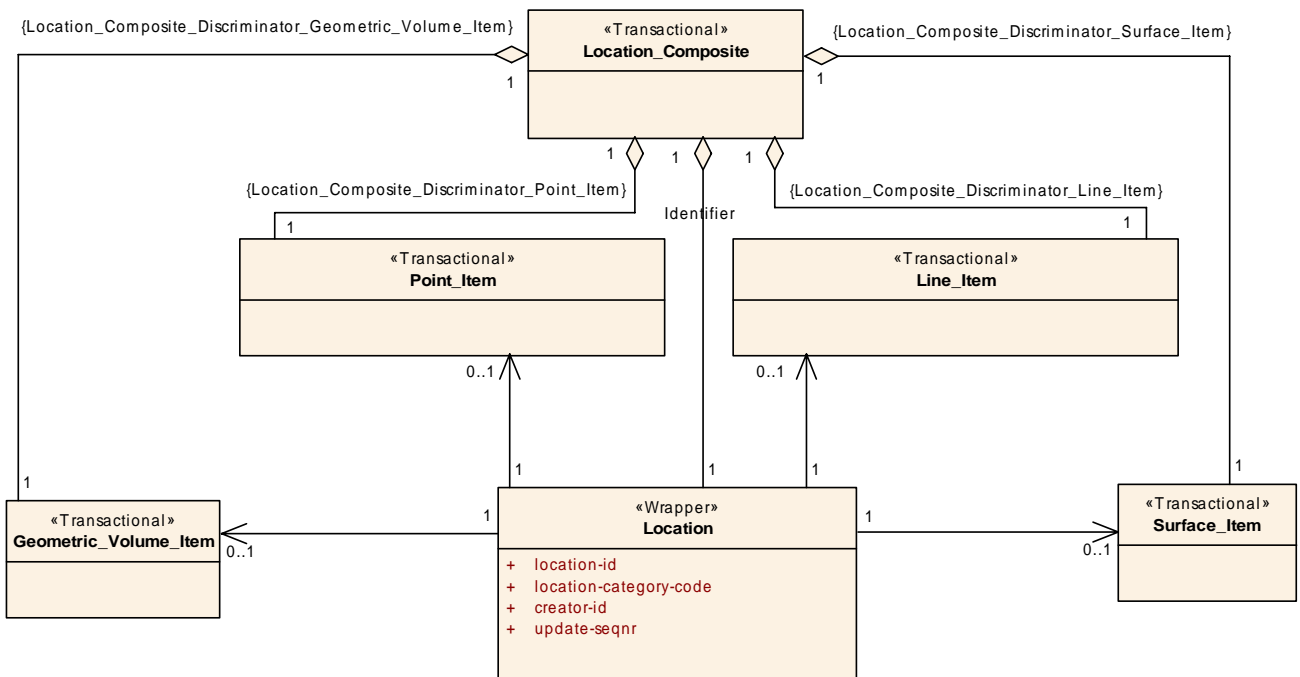 {Location_Composite_Discriminator_Geometric_Volume_Item}
«Transactional»
Location_Composite
{Location_Composite_Discriminator_Surface_Item}
1
1
1
1
1
{Location_Composite_Discriminator_Point_Item}
{Location_Composite_Discriminator_Line_Item}
Identifier
1
1
«Transactional»
Point_Item
«Transactional»
Line_Item
0..1
0..1
1
1
1
1
1
1
«Transactional»
Geometric_Volume_Item
0..1
1
«Wrapper»
Location
+ location-id
+ location-category-code
+ creator-id
+ update-seqnr
1
0..1
«Transactional»
Surface_Item